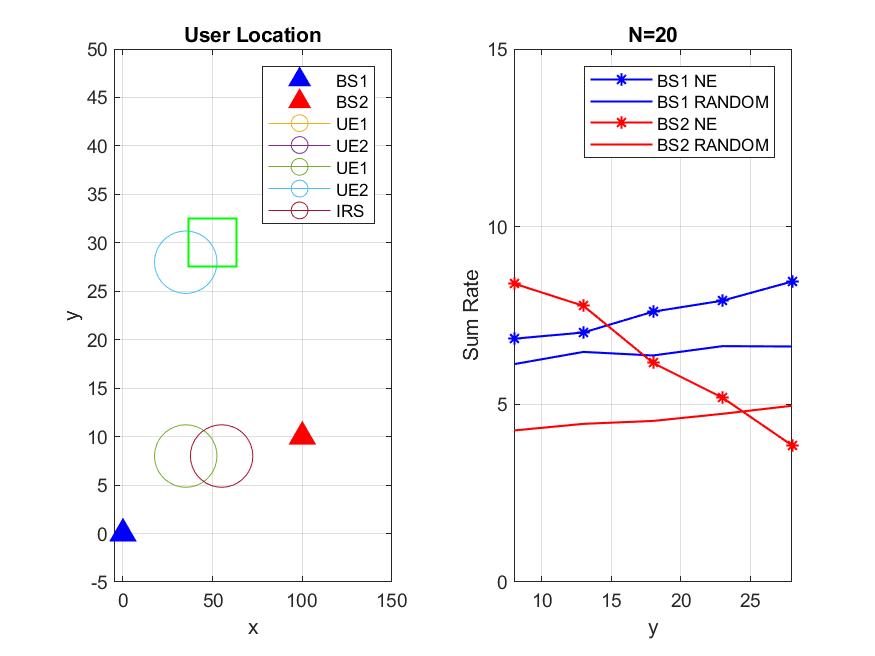 User Location
50
45
40
35
30
25
20
15
10
5
0
-5
0
50
100
150
x
y
BS1
BS2
UE1
UE2
UE1
UE2
IRS
N=20
15
10
5
0
10
15
20
25
y
Sum Rate
BS1 NE
BS1 RANDOM
BS2 NE
BS2 RANDOM